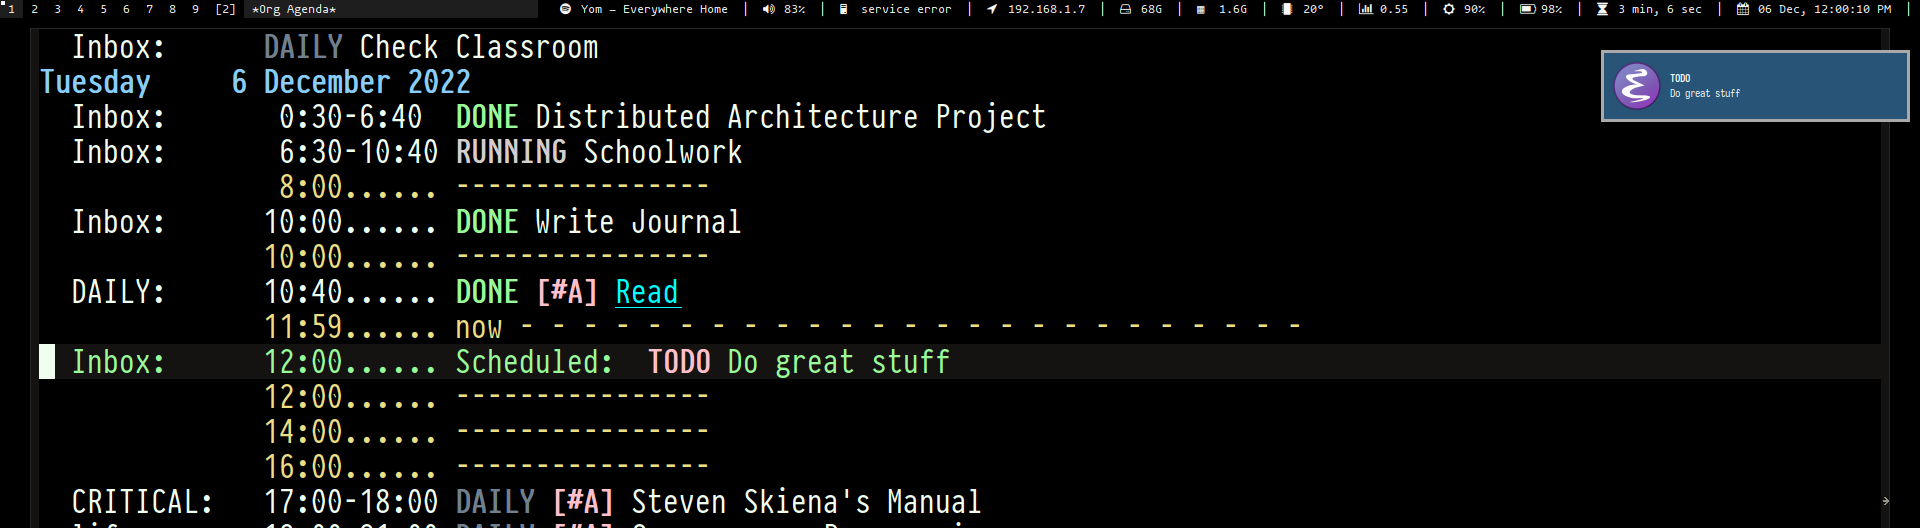 1 2 3 4 5 6 7 8 9 [2] *Org Agenda* Yom – Everywhere Home | 83% | service error | 192.168.1.7 | 68G | 1.6G | 20° | 0.55 | 90% | 98% | 3 min, 6 sec | 06 Dec, 12:00:10 PM |
Inbox: DAILY Check Classroom
Tuesday 6 December 2022
TODO
Do great stuff
Inbox: 0:30-6:40 DONE Distributed Architecture Project
Inbox: 6:30-10:40 RUNNING Schoolwork
8:00...... ----------------
Inbox: 10:00...... DONE Write Journal
10:00...... ----------------
DAILY: 10:40...... DONE [#A] Read
11:59...... now - - - - - - - - - - - - - - - - - - - - - - - - -
Inbox: 12:00...... Scheduled: TODO Do great stuff
12:00...... ----------------
14:00...... ----------------
16:00...... ----------------
CRITICAL: 17:00-18:00 DAILY [#A] Steven Skiena's Manual